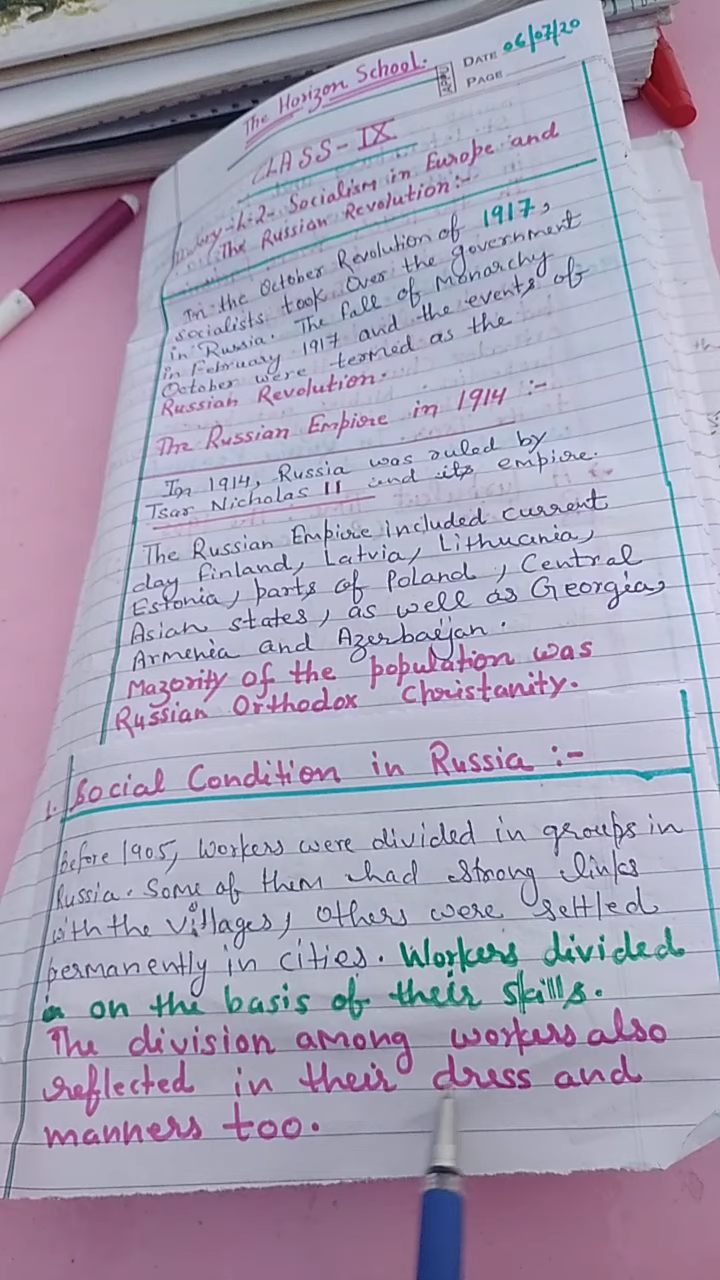 The Horizon School.
DATE 06/07/20
PAGE
CLASS - IX
-2- Socialism in Europe and
The Russian Revolution:-
In the October Revolution of 1917,
socialists took over the government
in Russia. The fall of monarchy
in February 1917 and the events of
October were termed as the
Russian Revolution.
The Russian Empire in 1914 :-
In 1914, Russia was ruled by
Tsar Nicholas II and its empire.
The Russian Empire included current
day finland, Latvia, Lithuania,
Estonia, parts of Poland, Central
Asian states, as well as Georgia,
Armenia and Azerbaijan.
Mazority of the population was
Russian Orthodox Christanity.
1. Social Condition in Russia :-
before 1905, Workers were divided in groups in
Russia. Some of them had strong links
with the villages, others were settled
permanently in cities. Workers divided
on the basis of their skills.
The division among workers also
reflected in their dress and
manners too.